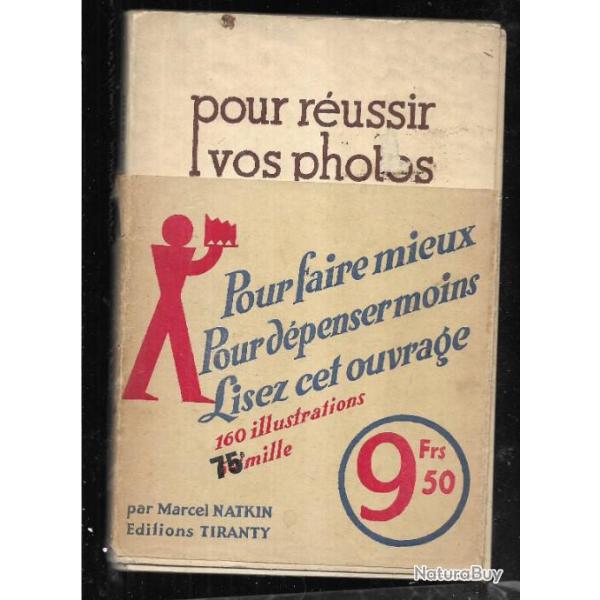 pour réussir
vos photos
Pour faire mieux
Pour dépenser moins
Lisez cet ouvrage
160 illustrations
75e mille
9 Frs 50
par Marcel NATKIN
Editions TIRANTY
NaturaBuy